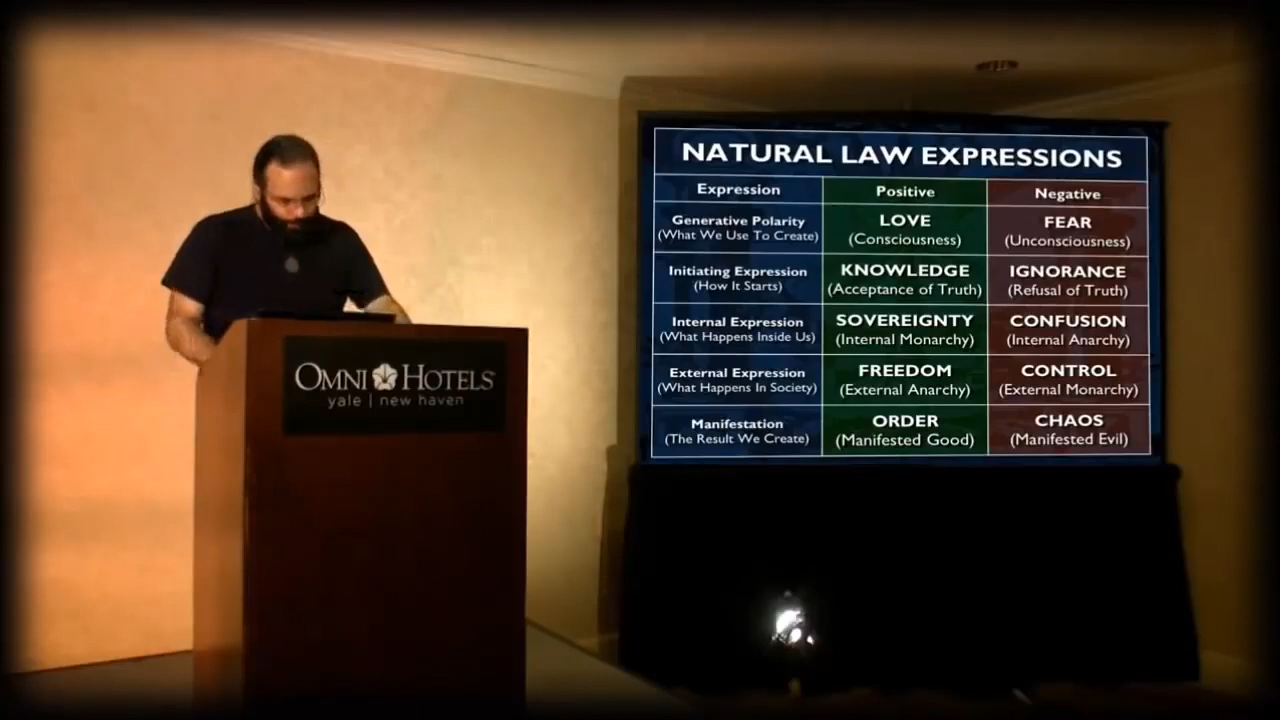 NATURAL LAW EXPRESSIONS
Expression Positive Negative
Generative Polarity
(What We Use To Create)
LOVE
(Consciousness)
FEAR
(Unconsciousness)
Initiating Expression
(How It Starts)
KNOWLEDGE
(Acceptance of Truth)
IGNORANCE
(Refusal of Truth)
Internal Expression
(What Happens Inside Us)
SOVEREIGNTY
(Internal Monarchy)
CONFUSION
(Internal Anarchy)
External Expression
(What Happens In Society)
FREEDOM
(External Anarchy)
CONTROL
(External Monarchy)
Manifestation
(The Result We Create)
ORDER
(Manifested Good)
CHAOS
(Manifested Evil)
OMNI HOTELS
yale | new haven